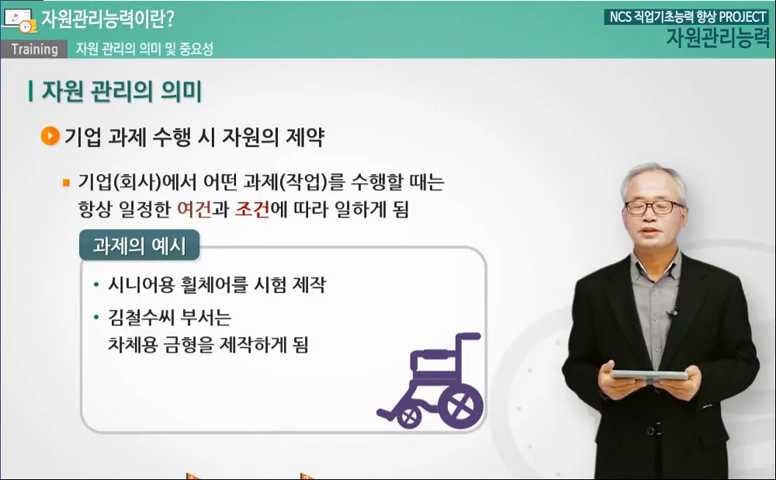 자원관리능력이란?
NCS 직업기초능력 향상 PROJECT
자원관리능력
Training 자원 관리의 의미 및 중요성
자원 관리의 의미
기업 과제 수행 시 자원의 제약
기업(회사)에서 어떤 과제(작업)를 수행할 때는
항상 일정한 여건과 조건에 따라 일하게 됨
과제의 예시
• 시니어용 휠체어를 시험 제작
• 김철수씨 부서는
차체용 금형을 제작하게 됨